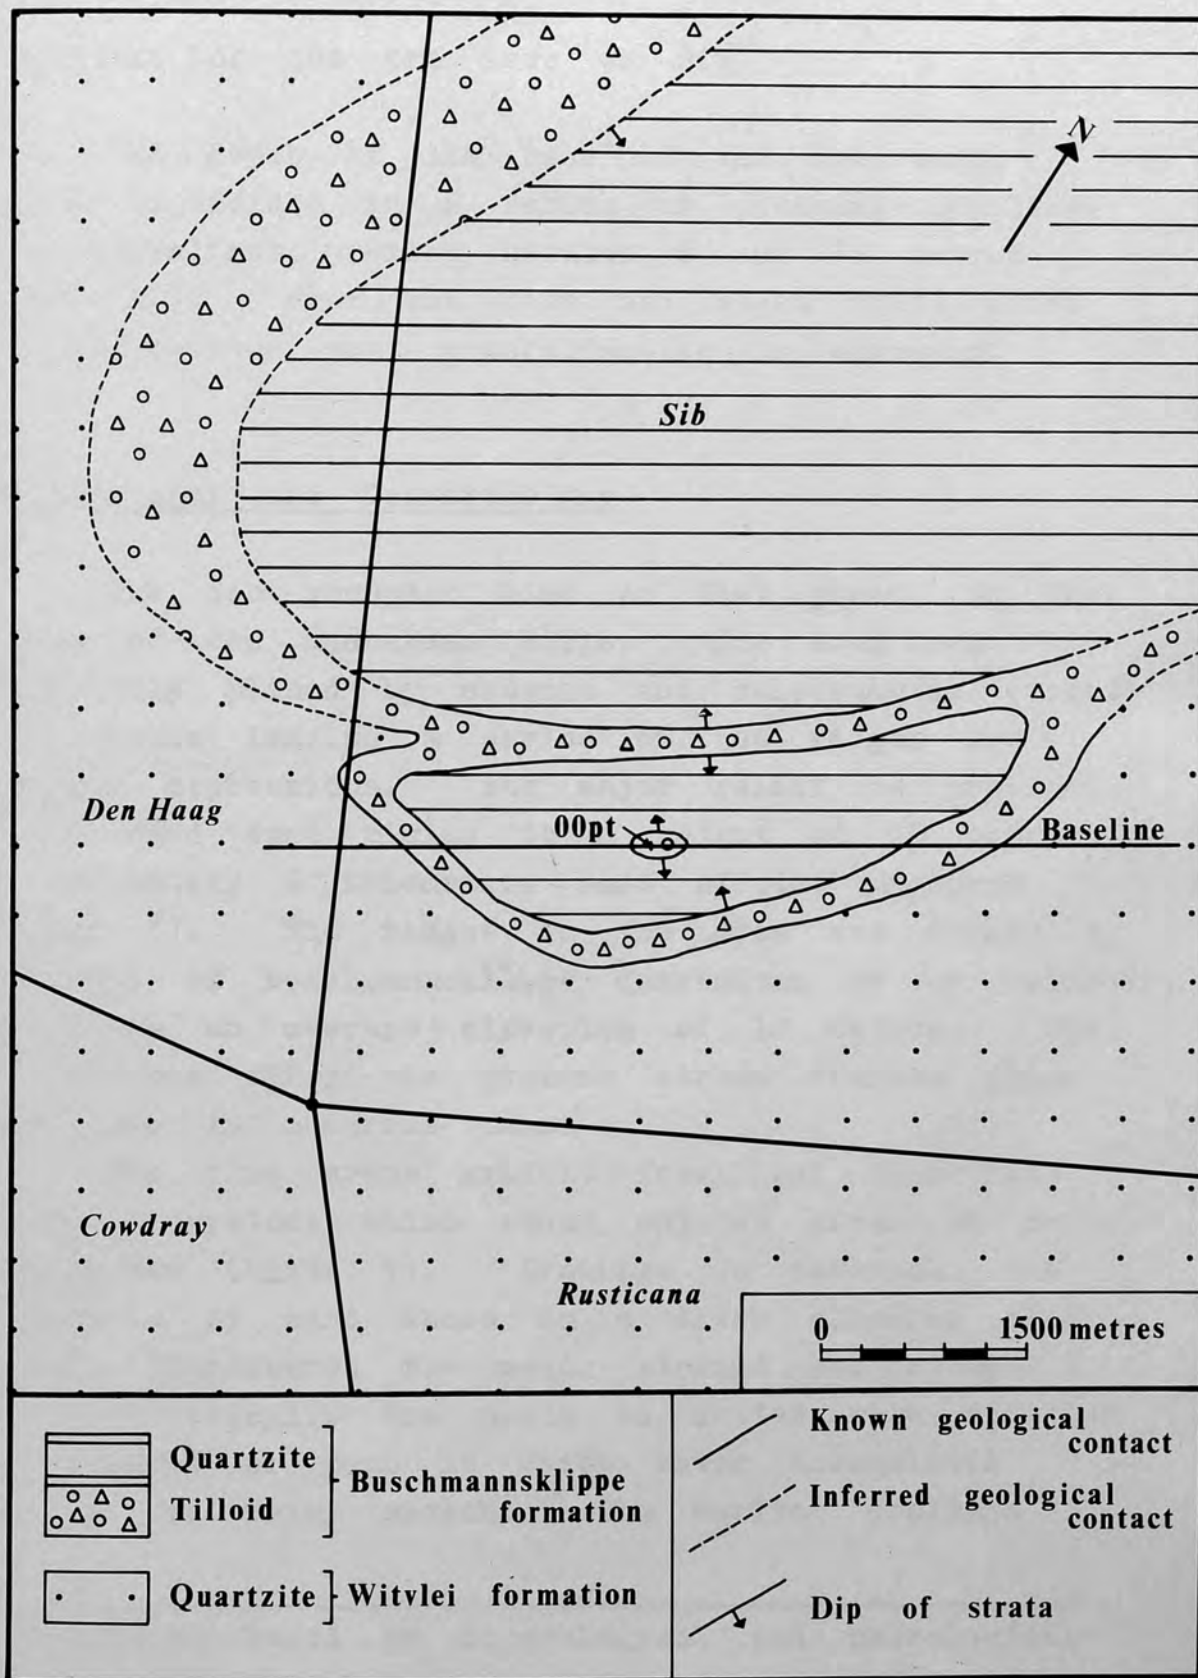 N
Sib
Den Haag
00pt
Baseline
Cowdray
Rusticana
0 1500 metres
Quartzite
Tilloid
Buschmannsklippe
formation
Quartzite
Witvlei formation
Known geological
contact
Inferred geological
contact
Dip of strata